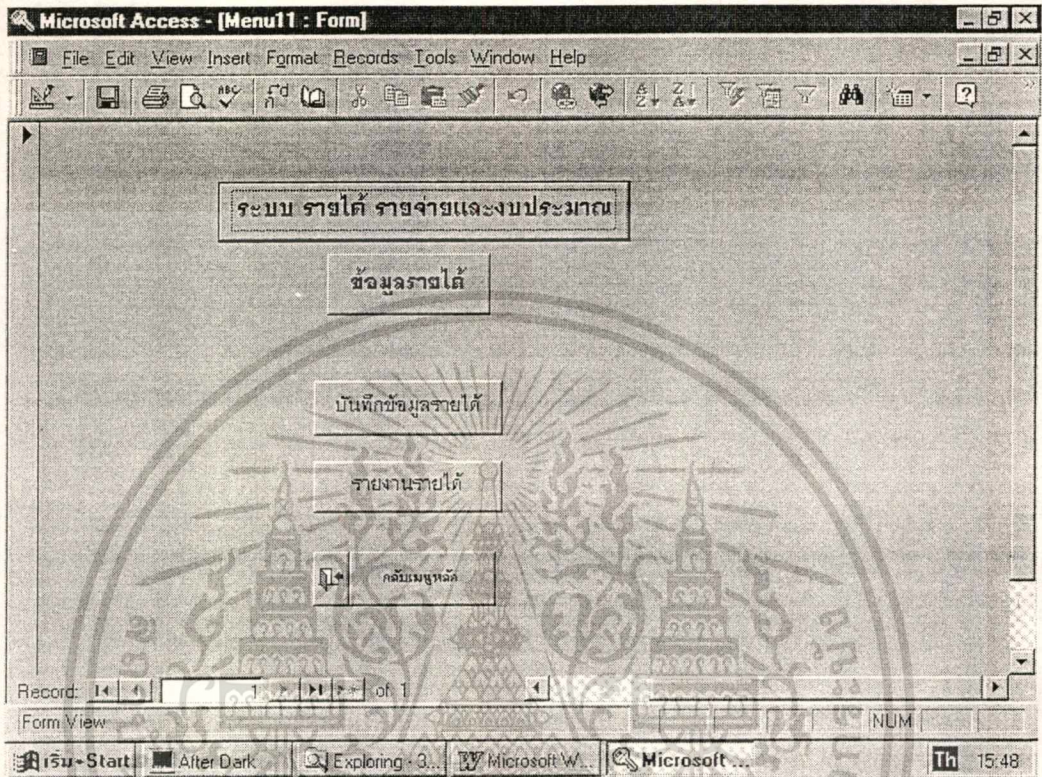 Microsoft Access - [Menu11 : Form]
File Edit View Insert Format Records Tools Window Help
ระบบ รายได้ รายจ่ายและงบประมาณ
ข้อมูลรายได้
บันทึกข้อมูลรายได้
รายงานรายได้
กลับเมนูหลัก
Record: 1 of 1
Form View NUM
เริ่ม-Start After Dark Exploring - 3... Microsoft W... Microsoft ... Th 15:48